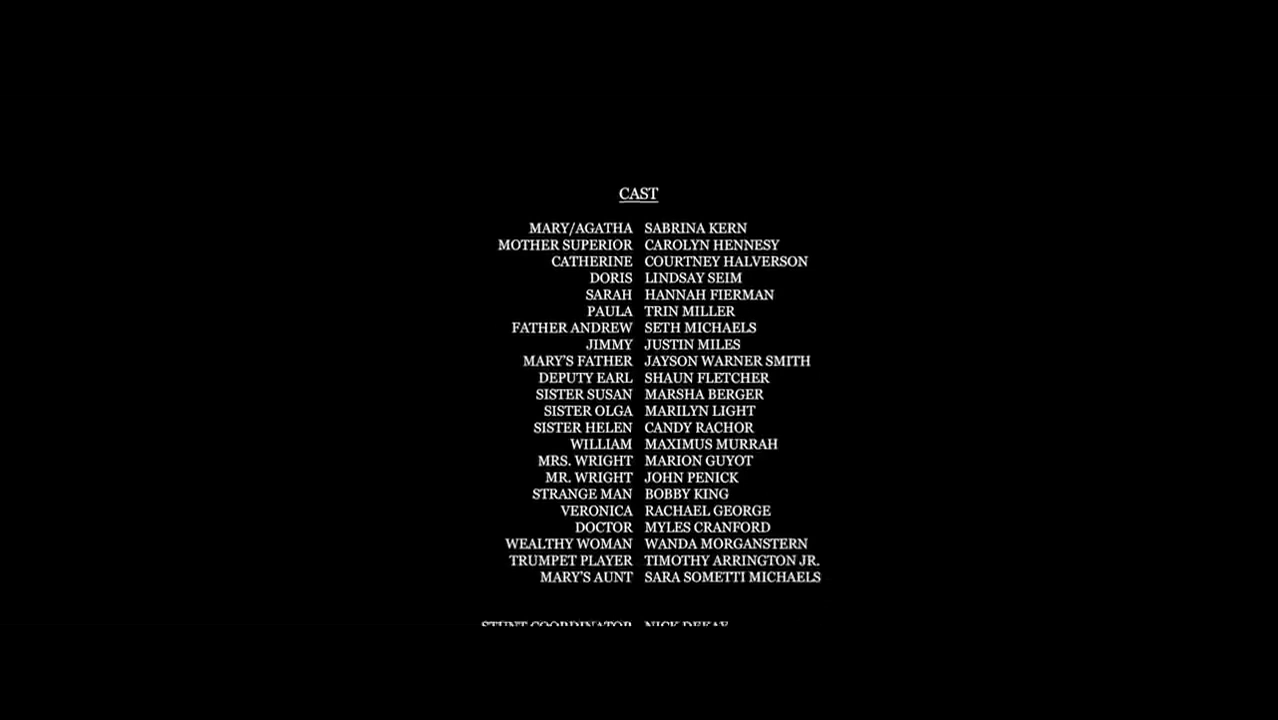 CAST
MARY/AGATHA SABRINA KERN
MOTHER SUPERIOR CAROLYN HENNESY
CATHERINE COURTNEY HALVERSON
DORIS LINDSAY SEIM
SARAH HANNAH FIERMAN
PAULA TRIN MILLER
FATHER ANDREW SETH MICHAELS
JIMMY JUSTIN MILES
MARY'S FATHER JAYSON WARNER SMITH
DEPUTY EARL SHAUN FLETCHER
SISTER SUSAN MARSHA BERGER
SISTER OLGA MARILYN LIGHT
SISTER HELEN CANDY RACHOR
WILLIAM MAXIMUS MURRAH
MRS. WRIGHT MARION GUYOT
MR. WRIGHT JOHN PENICK
STRANGE MAN BOBBY KING
VERONICA RACHAEL GEORGE
DOCTOR MYLES CRANFORD
WEALTHY WOMAN WANDA MORGANSTERN
TRUMPET PLAYER TIMOTHY ARRINGTON JR.
MARY'S AUNT SARA SOMETTI MICHAELS
STUNT COORDINATOR NICK DEKAY